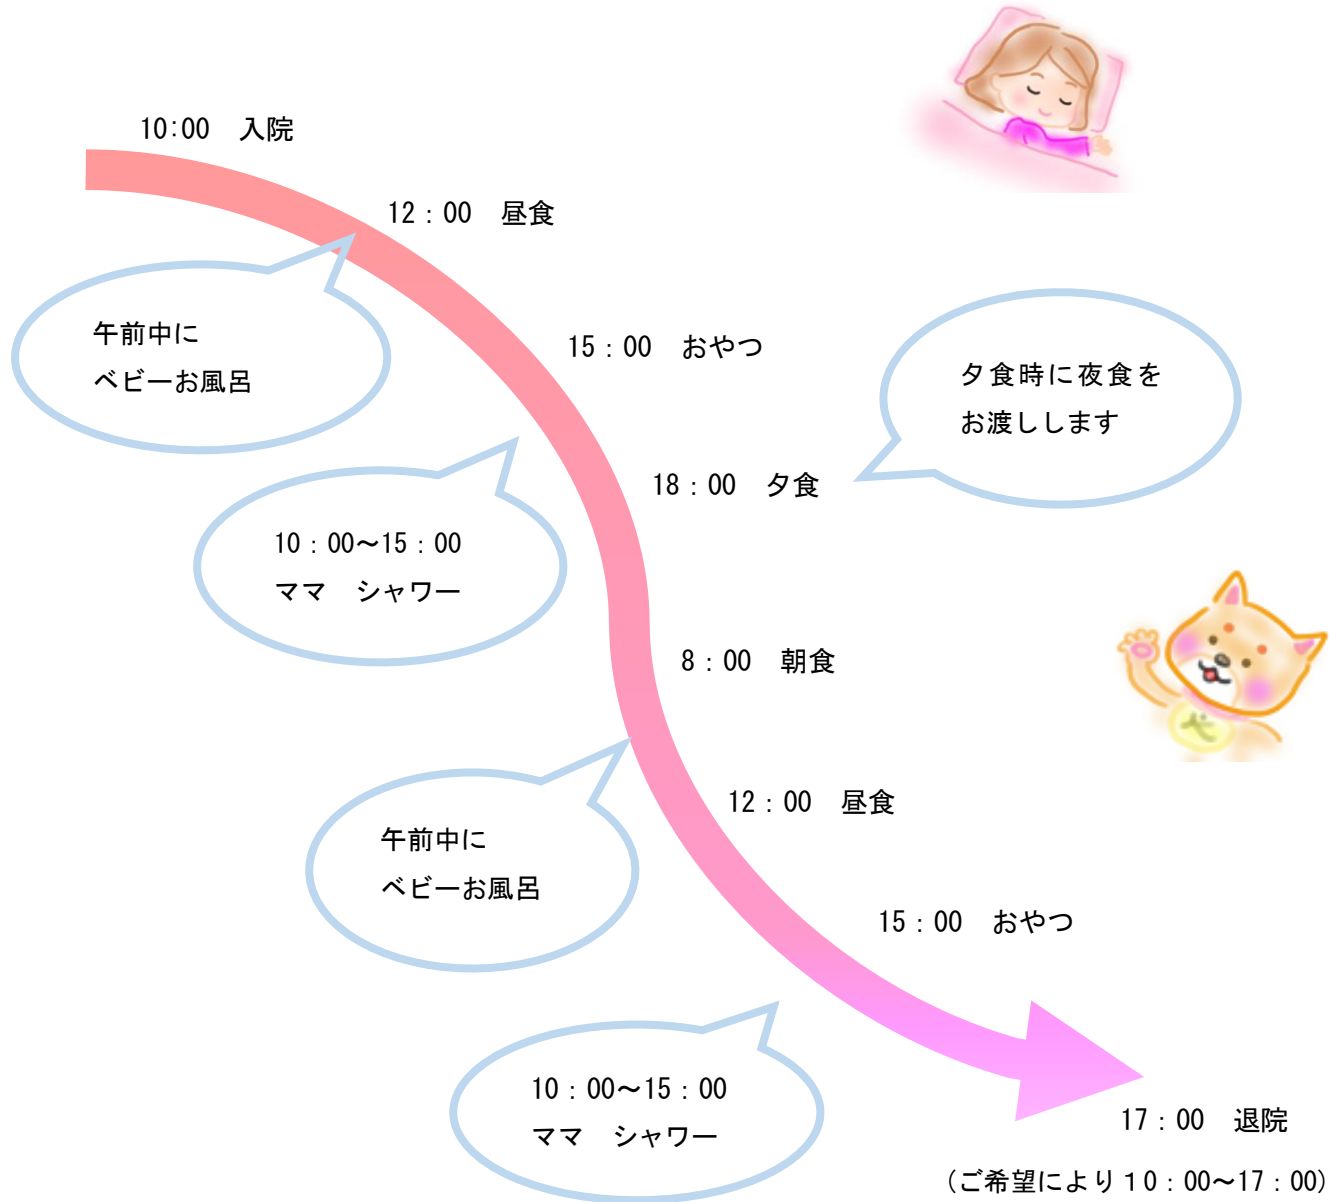 10:00　入院
12：00　昼食
午前中に
ベビーお風呂
15：00　おやつ
夕食時に夜食を
お渡しします
18：00　夕食
10：00～15：00
ママ　シャワー
8：00　朝食
12：00　昼食
午前中に
ベビーお風呂
15：00　おやつ
10：00～15：00
ママ　シャワー
17：00　退院
(ご希望により１0：00～17：00)